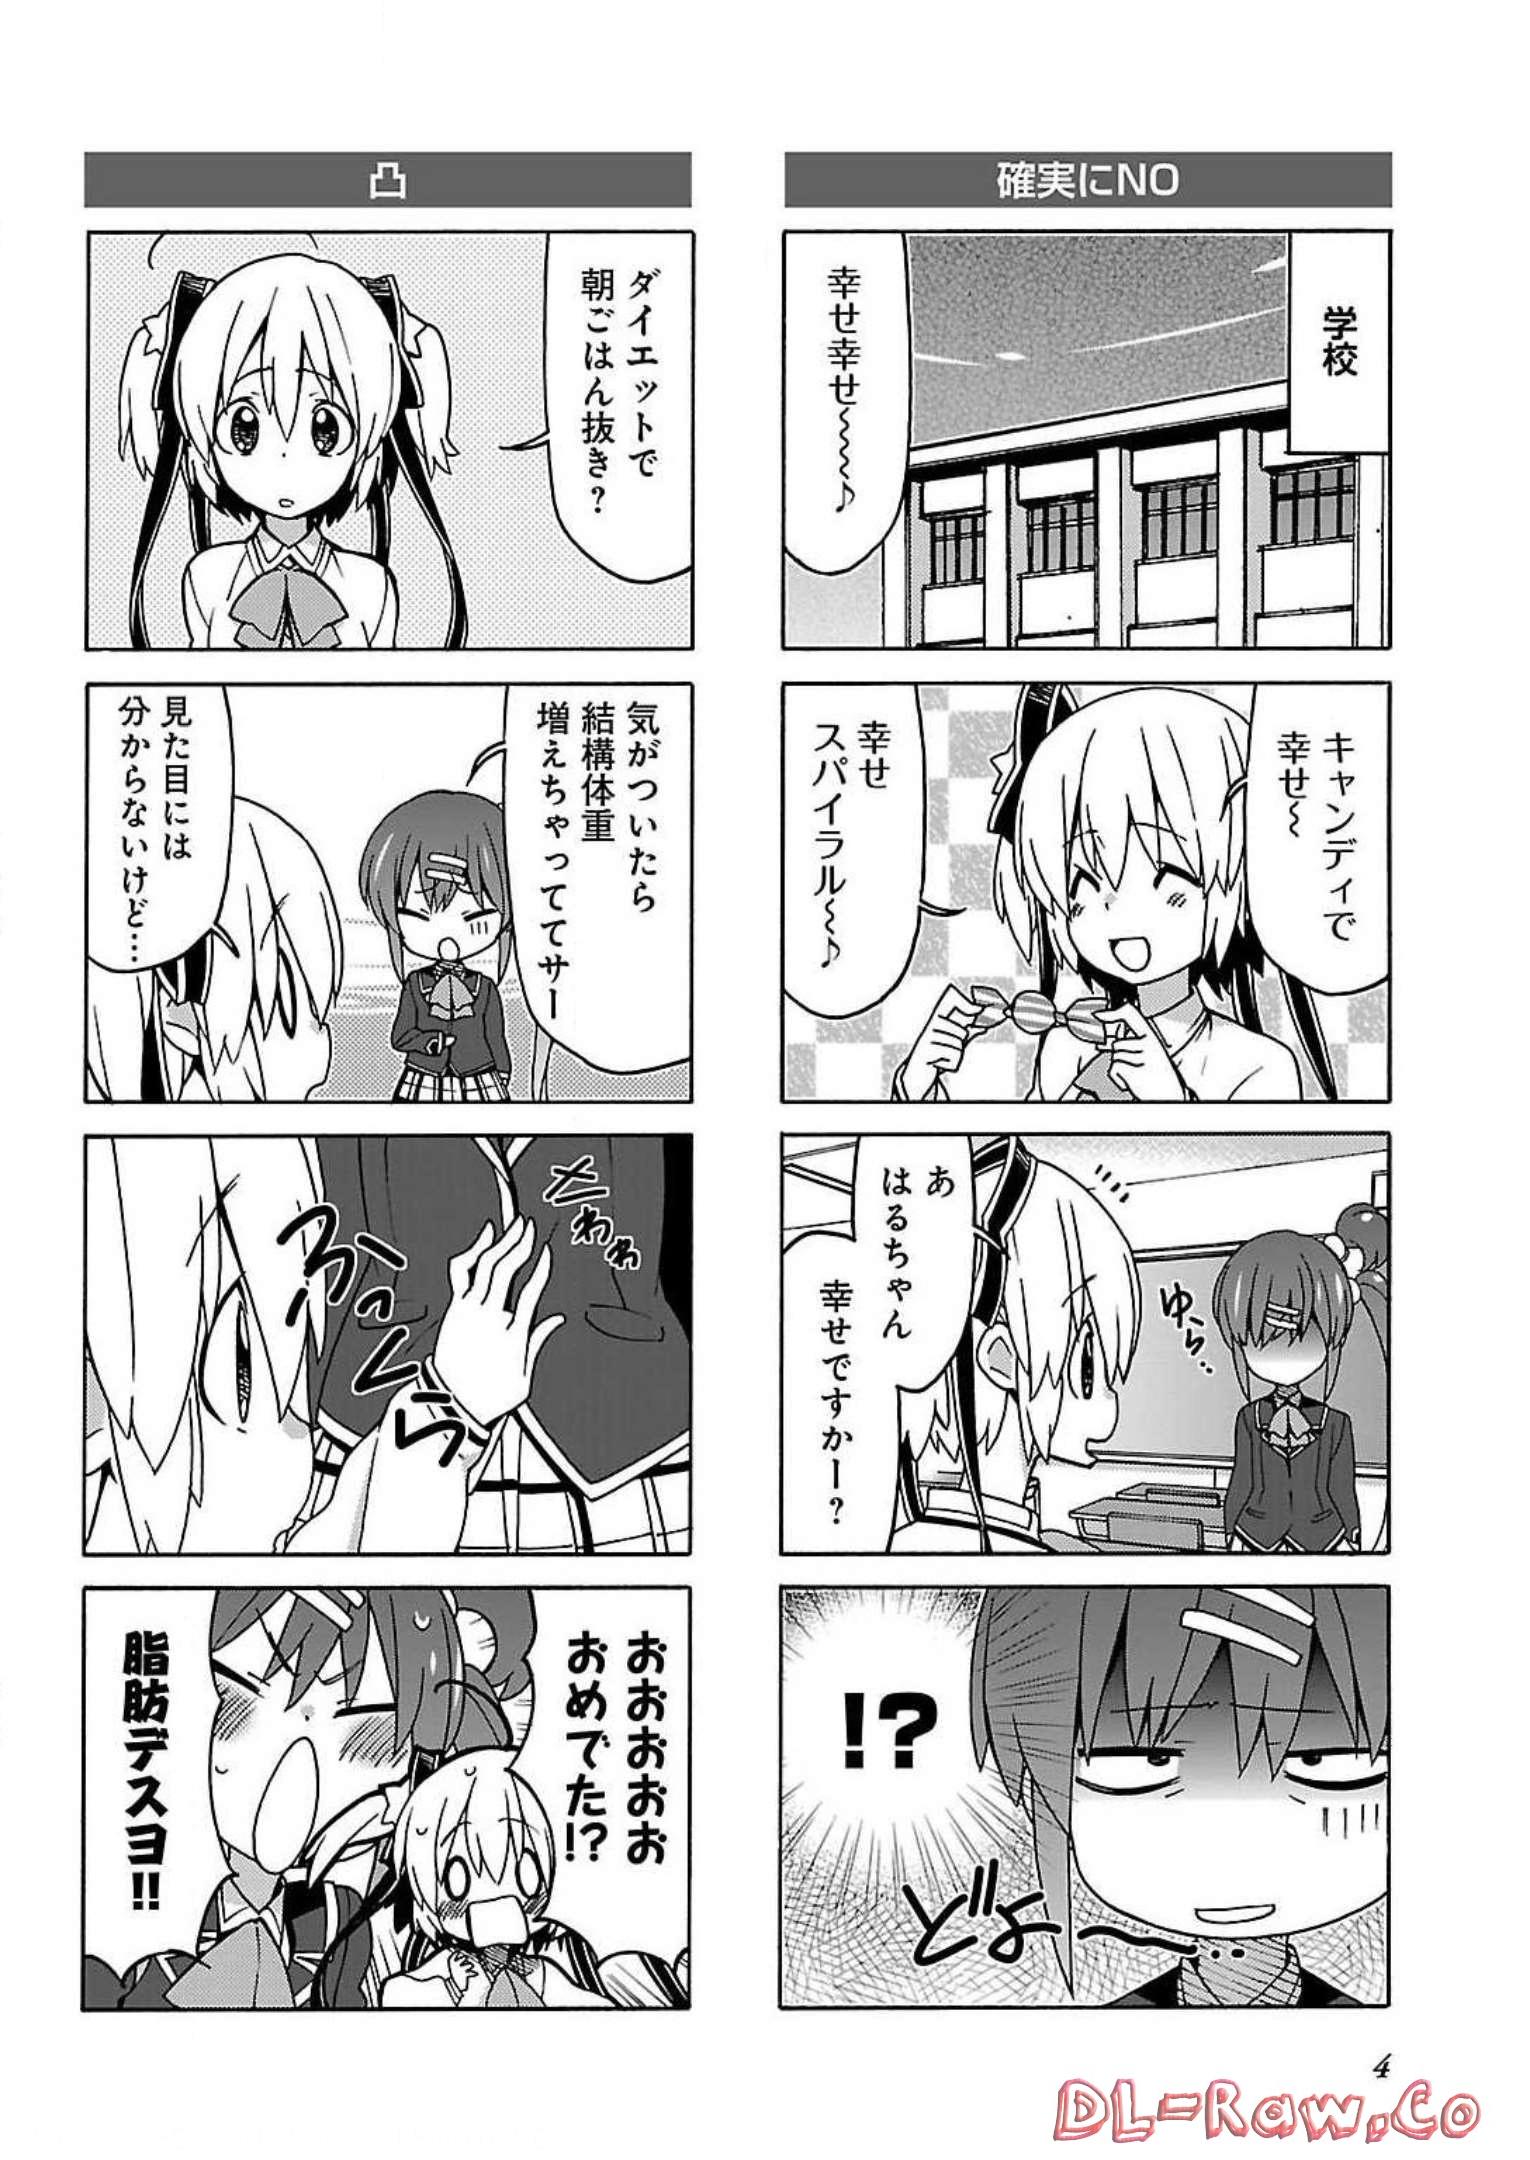 確実にNO
学校
幸せ幸せ～～～～♪
キャンディで
幸せ～
幸せ
スパイラル～♪
あ
はるちゃん
幸せですかー？
ゆら‥
!?
どよー～‥
凸
ダイエットで
朝ごはん抜き？
気がついたら
結構体重
増えちゃっててサー
見た目には
分からないけど…
さわわ
ふっくら
おおおおお
おめでた!?
脂肪デスヨ!!
4
DL-Raw.Co